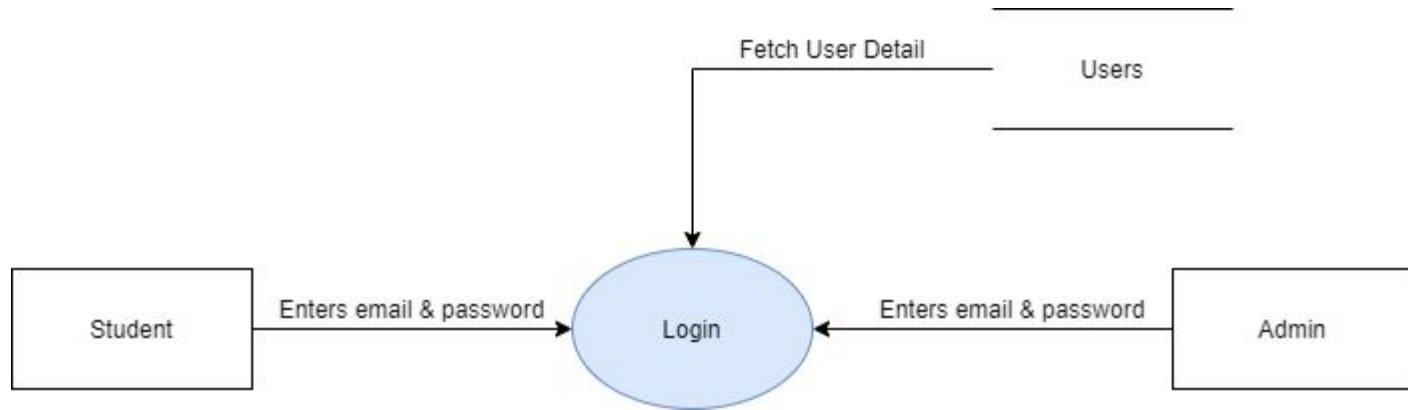 Fetch User Detail
Users
Student
Enters email & password
Login
Enters email & password
Admin